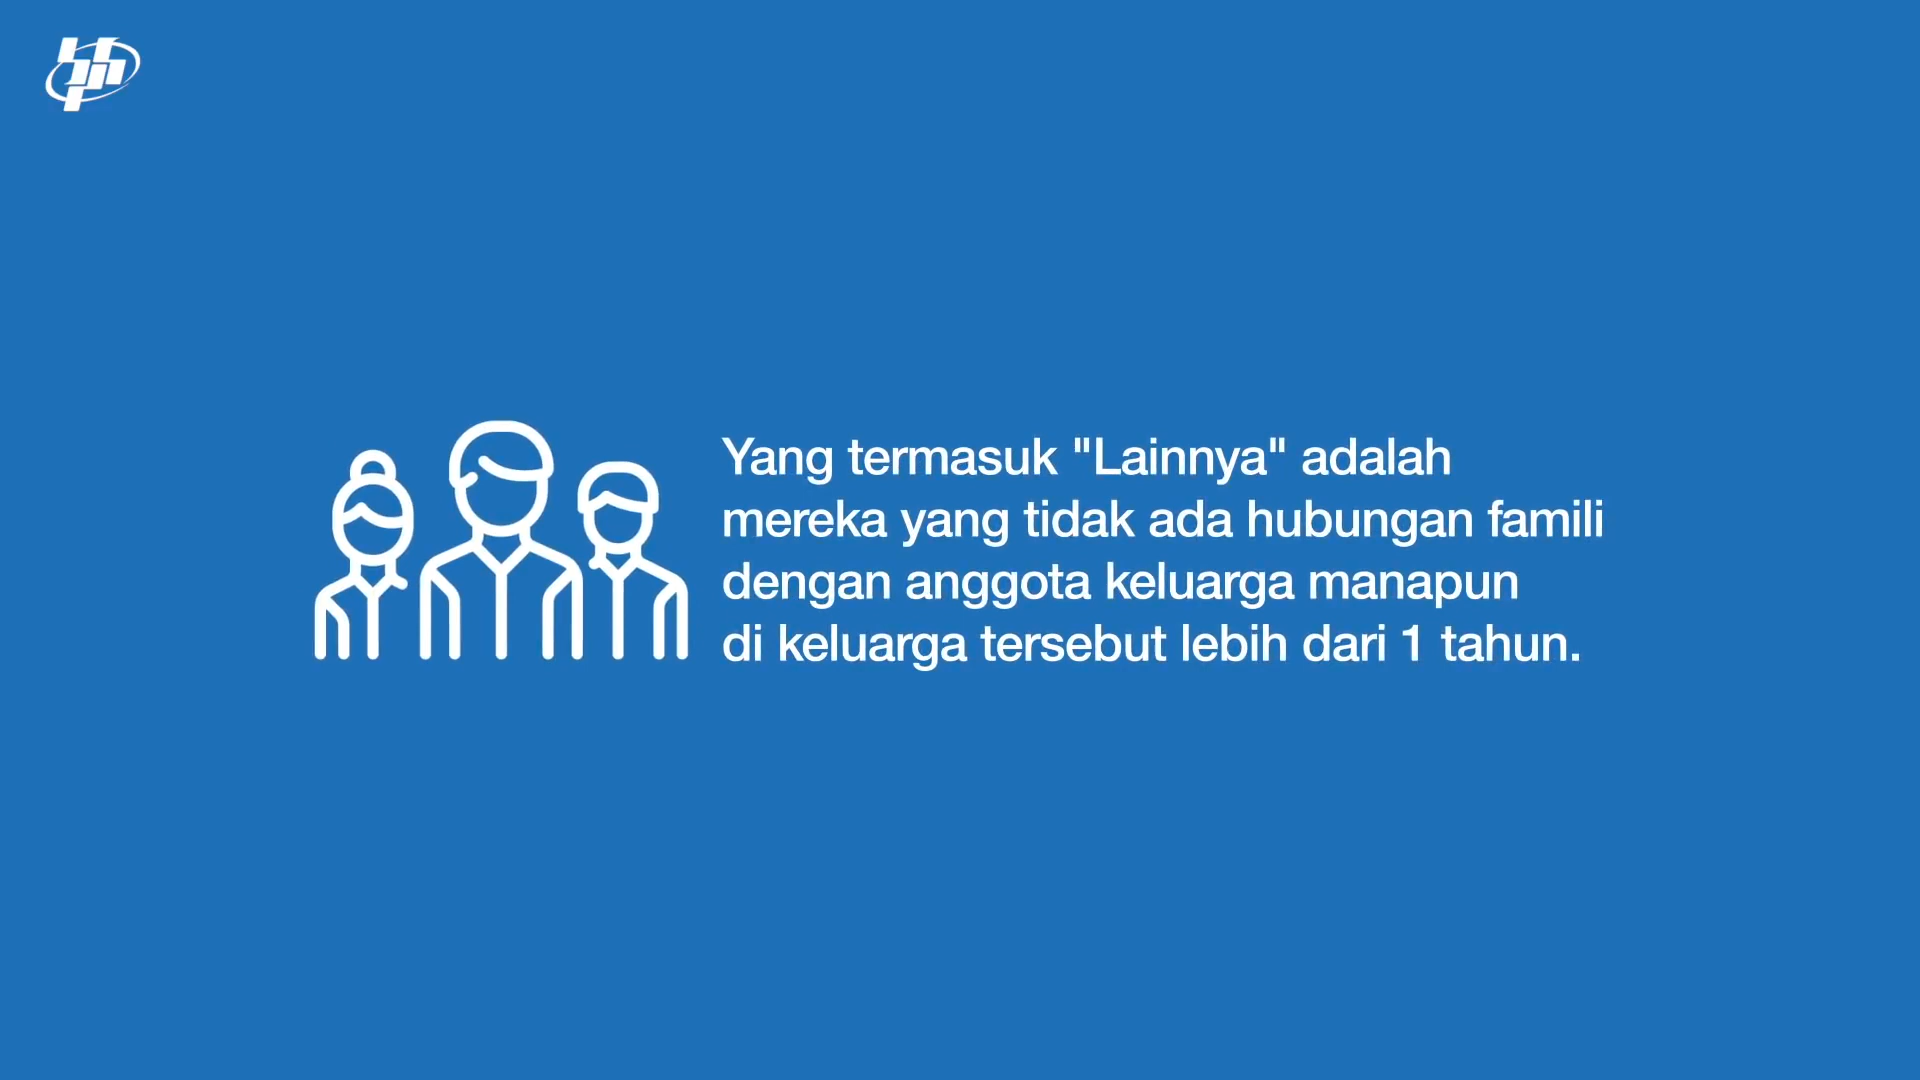 Yang termasuk "Lainnya" adalah
mereka yang tidak ada hubungan famili
dengan anggota keluarga manapun
di keluarga tersebut lebih dari 1 tahun.